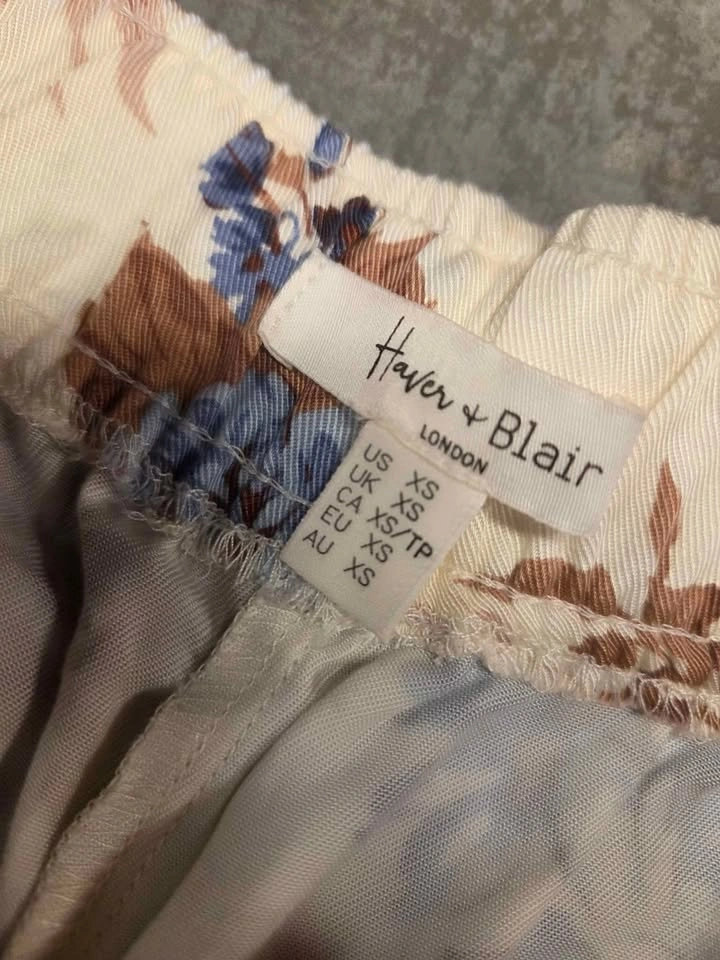 Haver & Blair
LONDON
US XS
UK XS
CA XS/TP
EU XS
AU XS